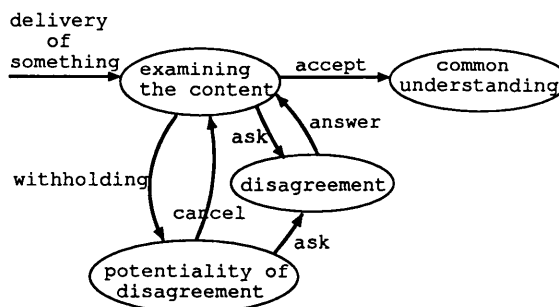 delivery
of
something
examining
the content
accept
common
understanding
ask
answer
withholding
disagreement
cancel
ask
potentiality of
disagreement